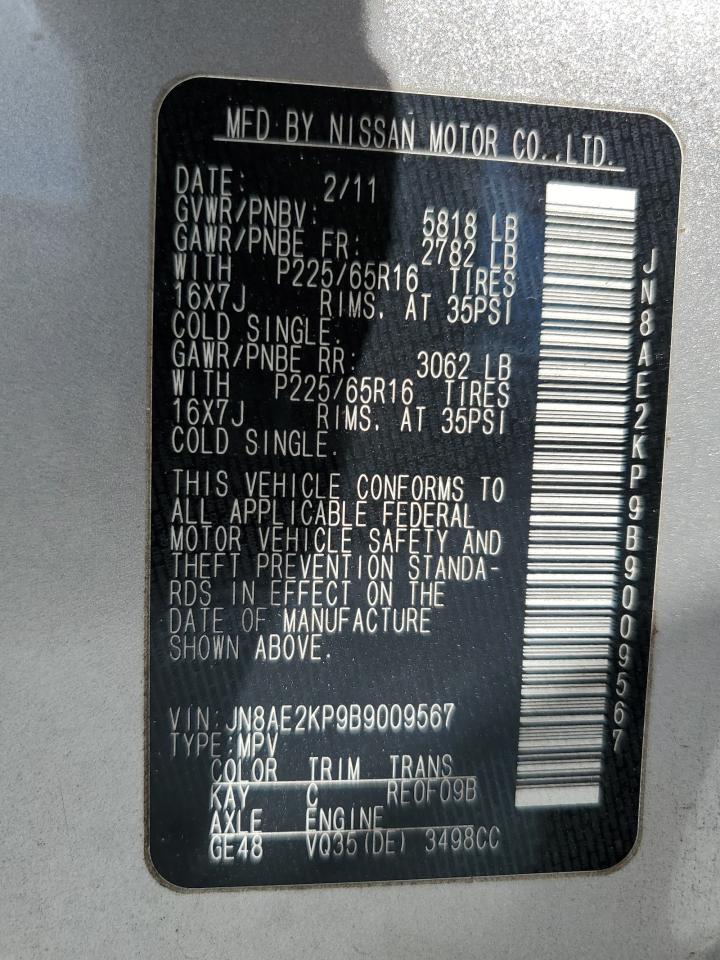 MFD BY NISSAN MOTOR CO.,LTD.
DATE: 2/11
GVWR/PNBV: 5818 LB
GAWR/PNBE FR: 2782 LB
WITH P225/65R16 TIRES
16X7J RIMS, AT 35PSI
COLD SINGLE.
GAWR/PNBE RR: 3062 LB
WITH P225/65R16 TIRES
16X7J RIMS. AT 35PSI
COLD SINGLE.
THIS VEHICLE CONFORMS TO
ALL APPLICABLE FEDERAL
MOTOR VEHICLE SAFETY AND
THEFT PREVENTION STANDA-
RDS IN EFFECT ON THE
DATE OF MANUFACTURE
SHOWN ABOVE.
VIN:JN8AE2KP9B9009567
TYPE:MPV
COLOR TRIM TRANS
KAY C RE0F09B
AXLE ENGINE
GE48 VQ35(DE) 3498CC
JN8AE2KP9B9009567